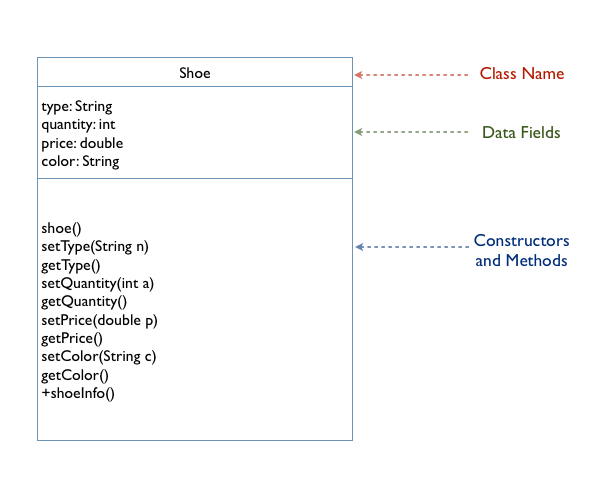 Shoe
Class Name
type: String
quantity: int
price: double
color: String
Data Fields
shoe()
setType(String n)
getType()
setQuantity(int a)
getQuantity()
setPrice(double p)
getPrice()
setColor(String c)
getColor()
+shoeInfo()
Constructors
and Methods